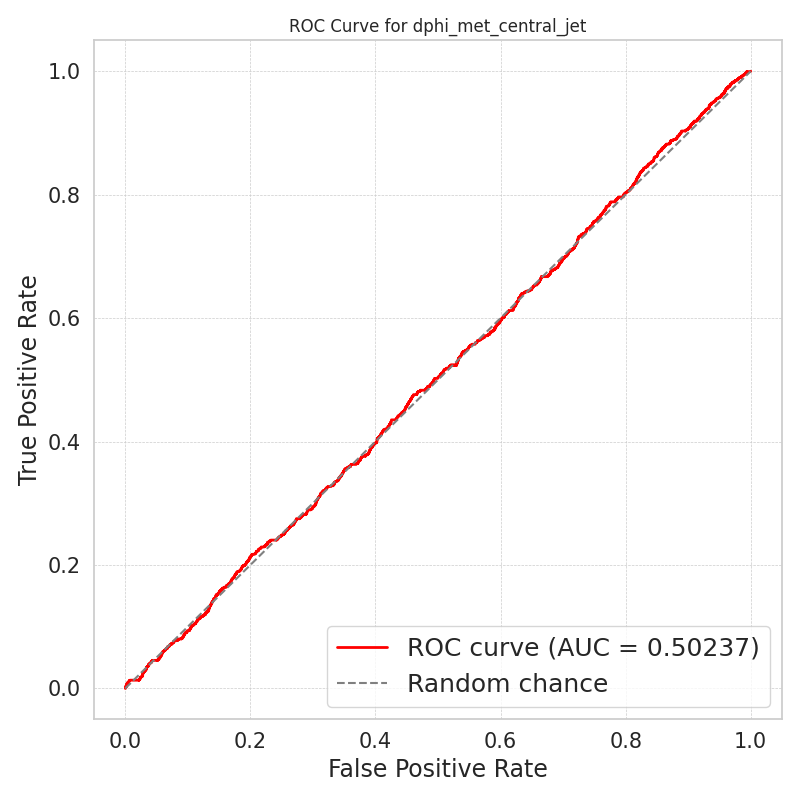 ROC Curve for dphi_met_central_jet
1.0
0.8
0.6
0.4
0.2
0.0
True Positive Rate
ROC curve (AUC = 0.50237)
Random chance
0.0 0.2 0.4 0.6 0.8 1.0
False Positive Rate